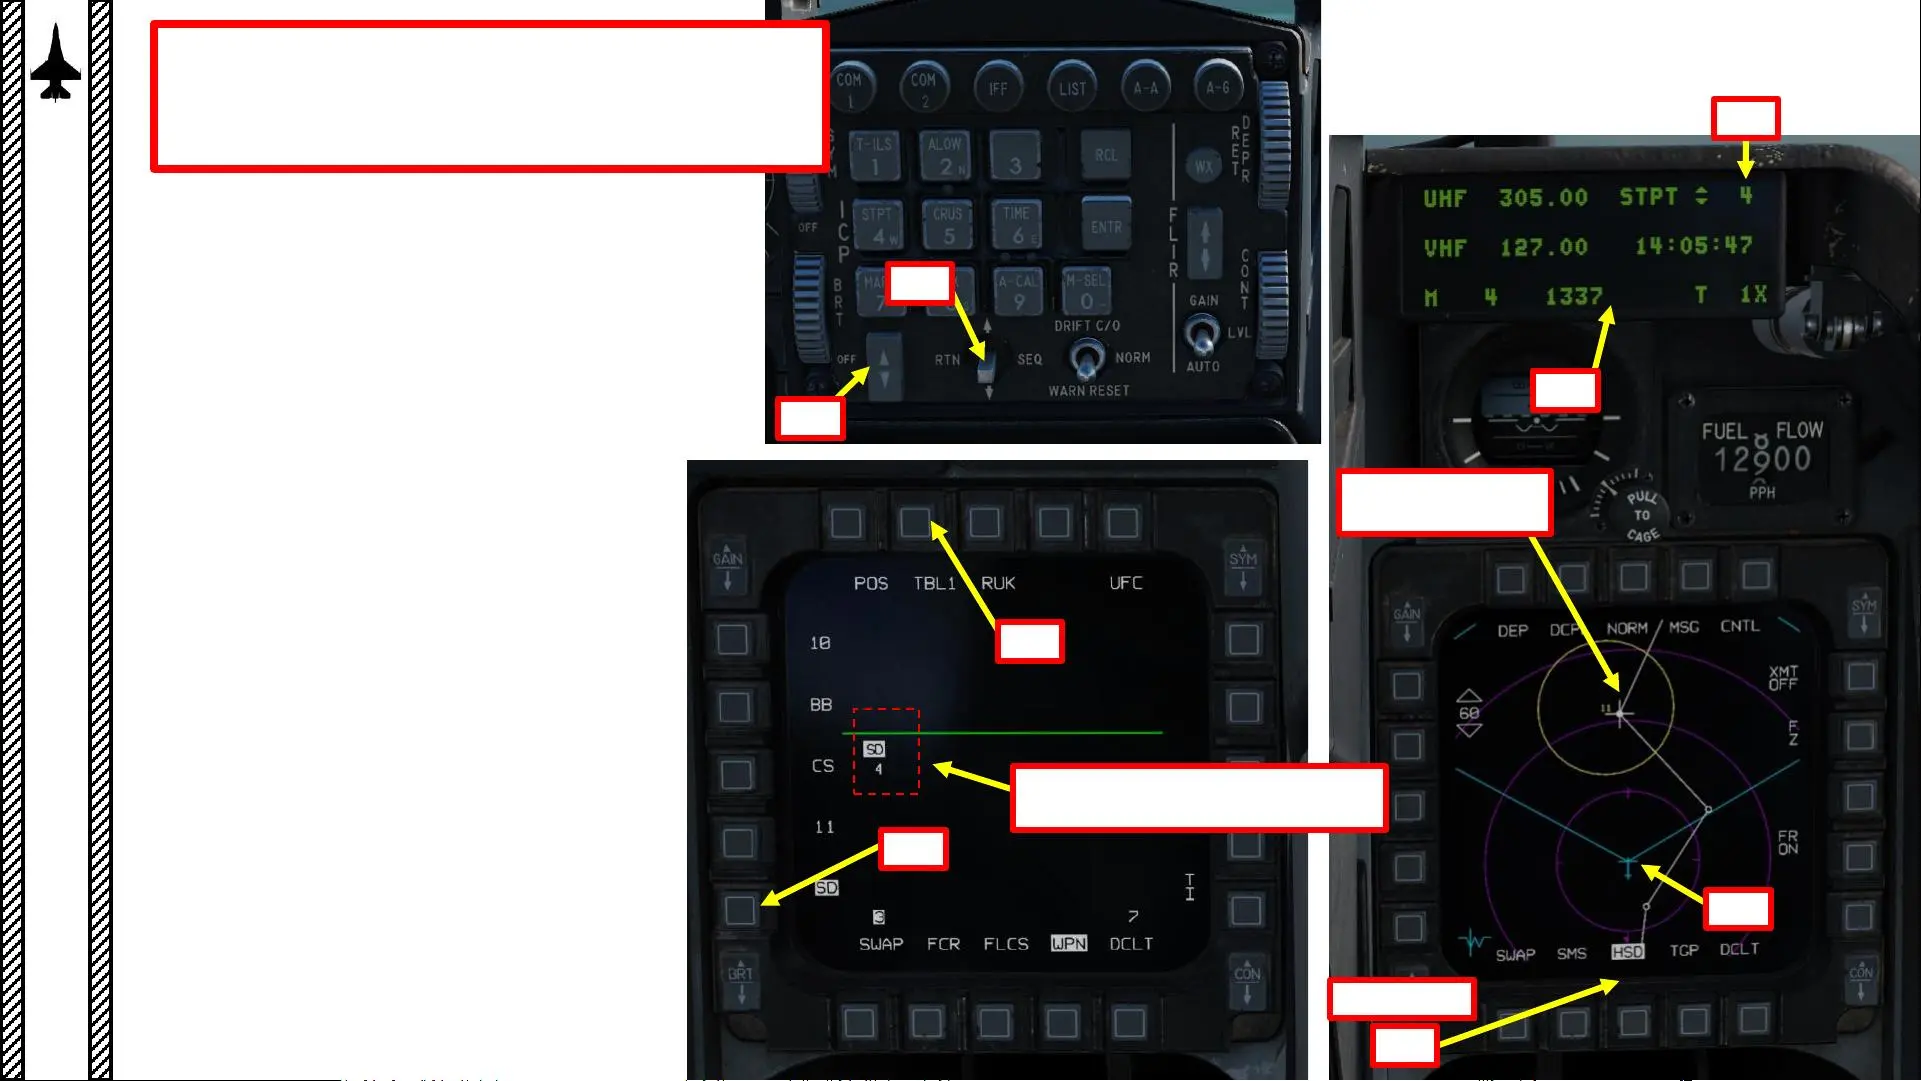 COM 1
COM 2
IFF
LIST
A-A
A-G
T-ILS 1
ALOW 2 N
3
RCL
WX
RET DEPR
STPT 4 W
CRUS 5
TIME 6 E
ENTR
OFF
ICP
FLIR
BRT
7
A-CAL 9
M-SEL 0
CONT
GAIN
LVL
AUTO
DRIFT C/O
NORM
WARN RESET
OFF
RTN
SEQ
UHF 305.00 STPT 4
VHF 127.00 14:05:47
M 4 1337 T 1X
FUEL FLOW
12900
PPH
PULL TO CAGE
GAIN
SYM
POS TBL1 RUK UFC
10
BB
SD
4
CS
11
SD
TI
3 7
SWAP FCR FLCS WPN DCLT
BRT
CON
GAIN
SYM
DEP DCP NORM MSG CNTL
XMT OFF
60
11
FZ
FR ON
SWAP SMS HSD TGP DCLT
CON